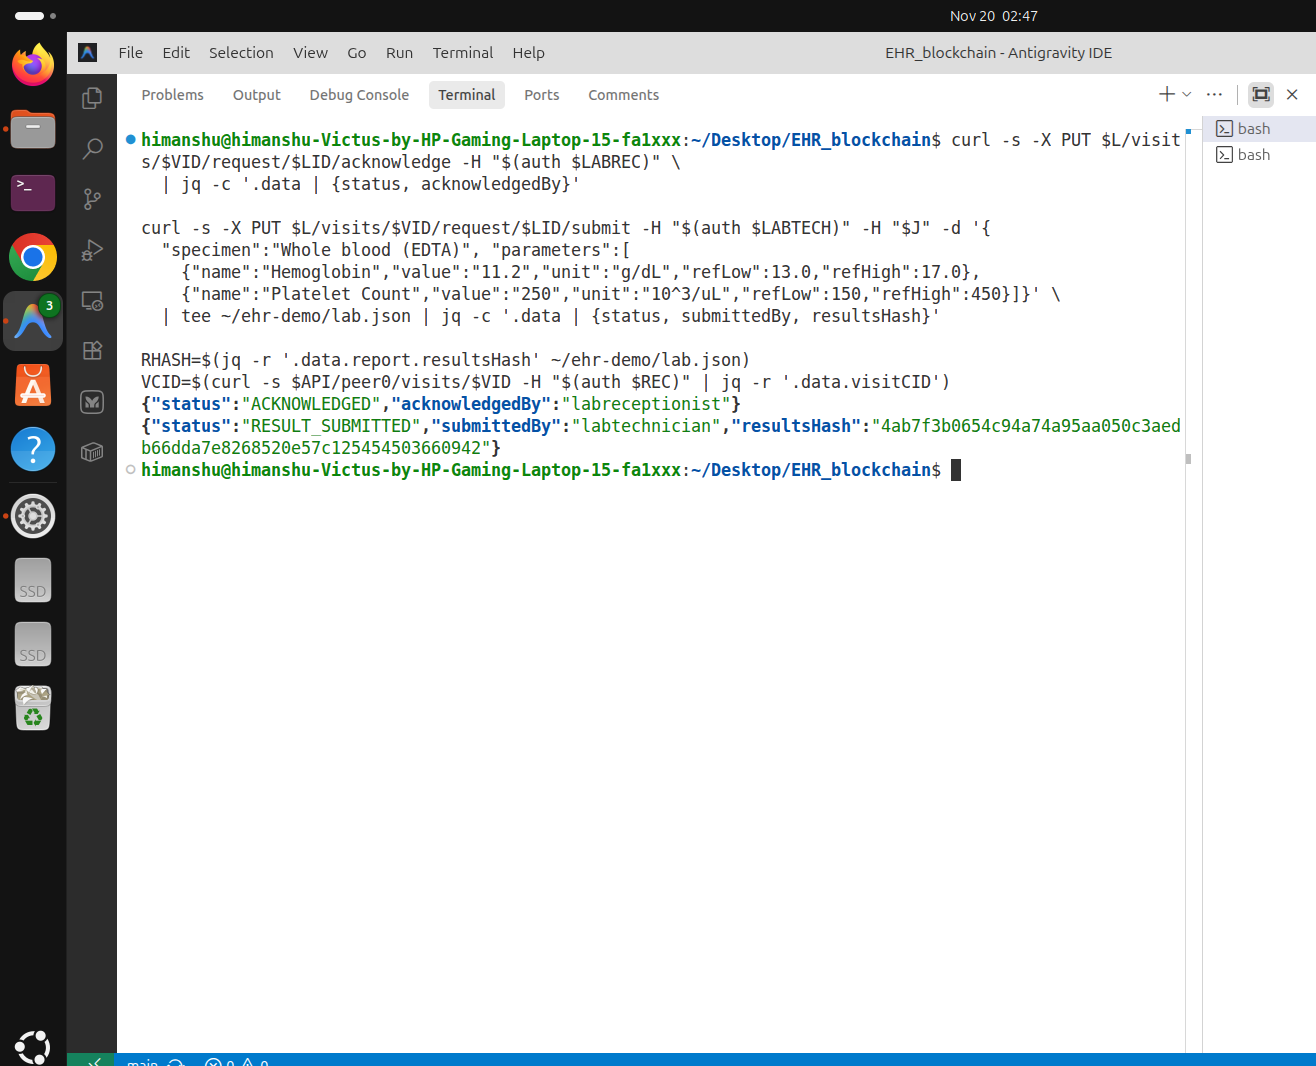 Nov 20 02:47
File Edit Selection View Go Run Terminal Help EHR_blockchain - Antigravity IDE
Problems Output Debug Console Terminal Ports Comments
himanshu@himanshu-Victus-by-HP-Gaming-Laptop-15-fa1xxx:~/Desktop/EHR_blockchain$ curl -s -X PUT $L/visit
s/$VID/request/$LID/acknowledge -H "$(auth $LABREC)" \
| jq -c '.data | {status, acknowledgedBy}'
curl -s -X PUT $L/visits/$VID/request/$LID/submit -H "$(auth $LABTECH)" -H "$J" -d '{
"specimen":"Whole blood (EDTA)", "parameters":[
{"name":"Hemoglobin","value":"11.2","unit":"g/dL","refLow":13.0,"refHigh":17.0},
{"name":"Platelet Count","value":"250","unit":"10^3/uL","refLow":150,"refHigh":450}]}' \
| tee ~/ehr-demo/lab.json | jq -c '.data | {status, submittedBy, resultsHash}'
RHASH=$(jq -r '.data.report.resultsHash' ~/ehr-demo/lab.json)
VCID=$(curl -s $API/peer0/visits/$VID -H "$(auth $REC)" | jq -r '.data.visitCID')
{"status":"ACKNOWLEDGED","acknowledgedBy":"labreceptionist"}
{"status":"RESULT_SUBMITTED","submittedBy":"labtechnician","resultsHash":"4ab7f3b0654c94a74a95aa050c3aed
b66dda7e8268520e57c125454503660942"}
himanshu@himanshu-Victus-by-HP-Gaming-Laptop-15-fa1xxx:~/Desktop/EHR_blockchain$
bash
bash
3
SSD
SSD
main 0 0